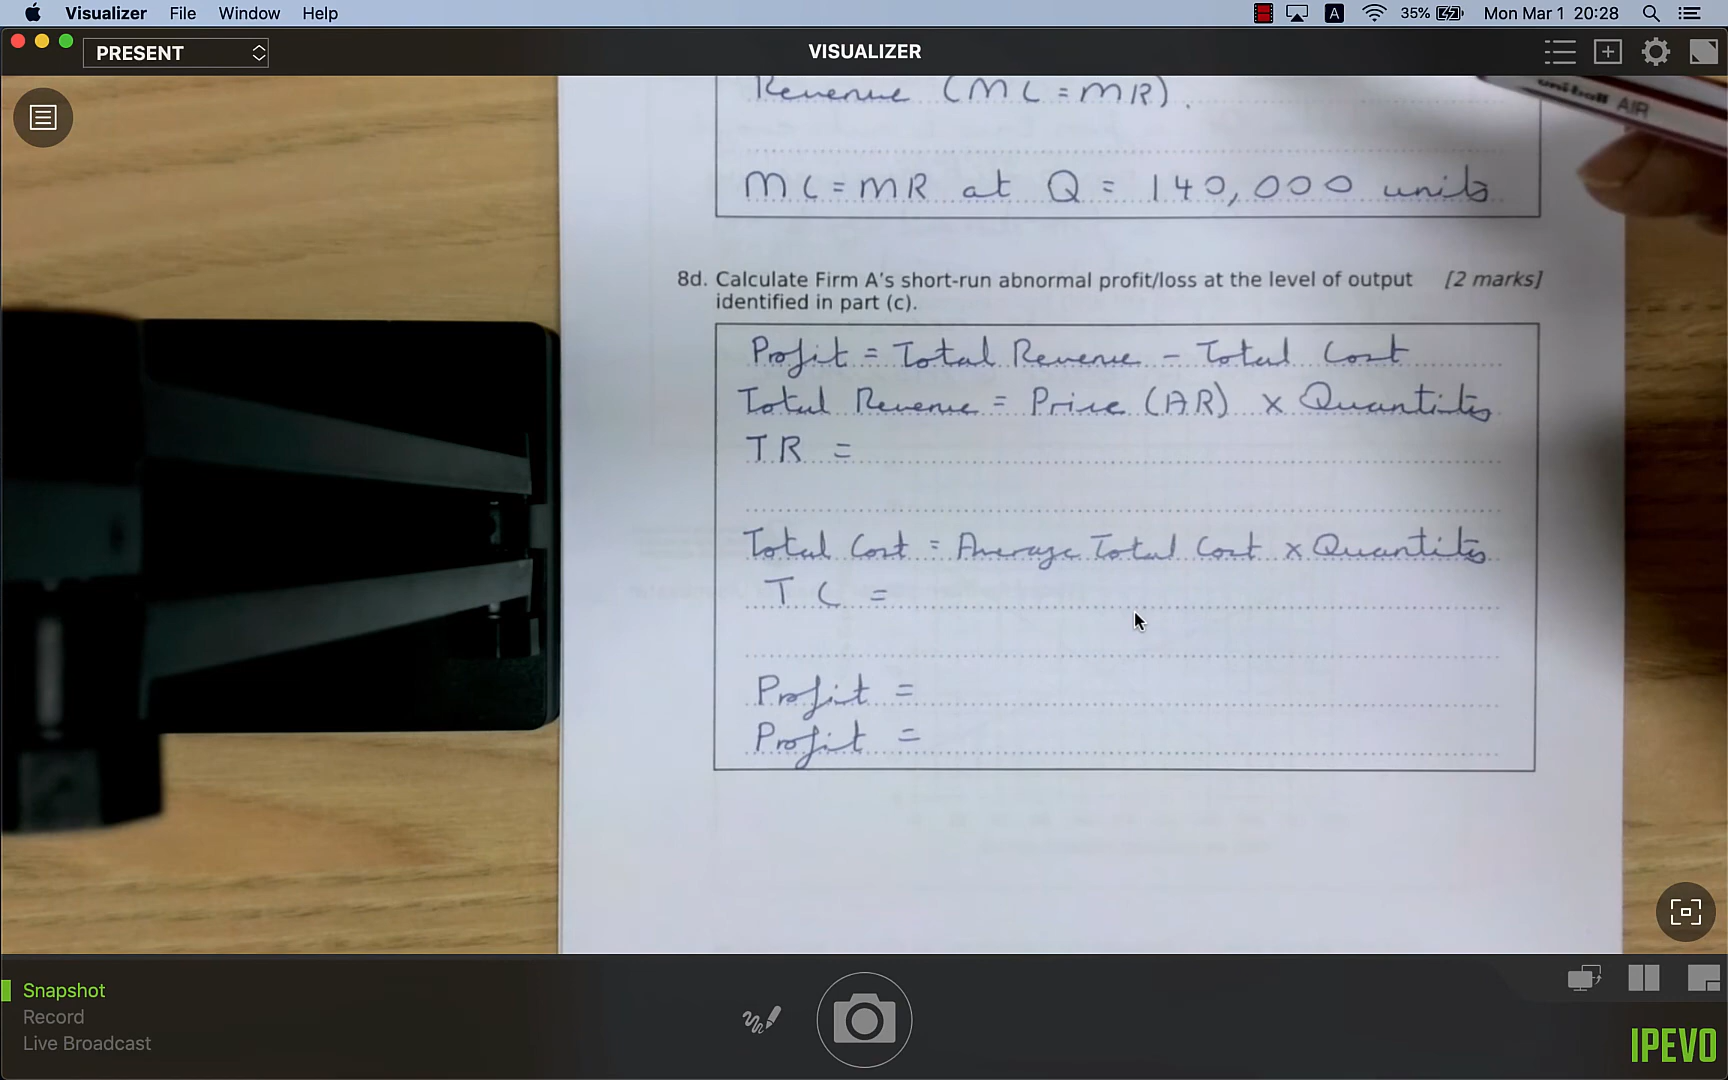 Visualizer File Window Help A 35% Mon Mar 1 20:28
PRESENT VISUALIZER
uniball AIR
Revenue (MC = MR).
MC = MR at Q = 140,000 units
8d. Calculate Firm A's short-run abnormal profit/loss at the level of output [2 marks]
identified in part (c).
Profit = Total Revenue - Total Cost
Total Revenue = Price (AR) x Quantity
TR =
Total Cost = Average Total Cost x Quantity
TC =
Profit =
Profit =
Snapshot
Record
Live Broadcast
IPEVO